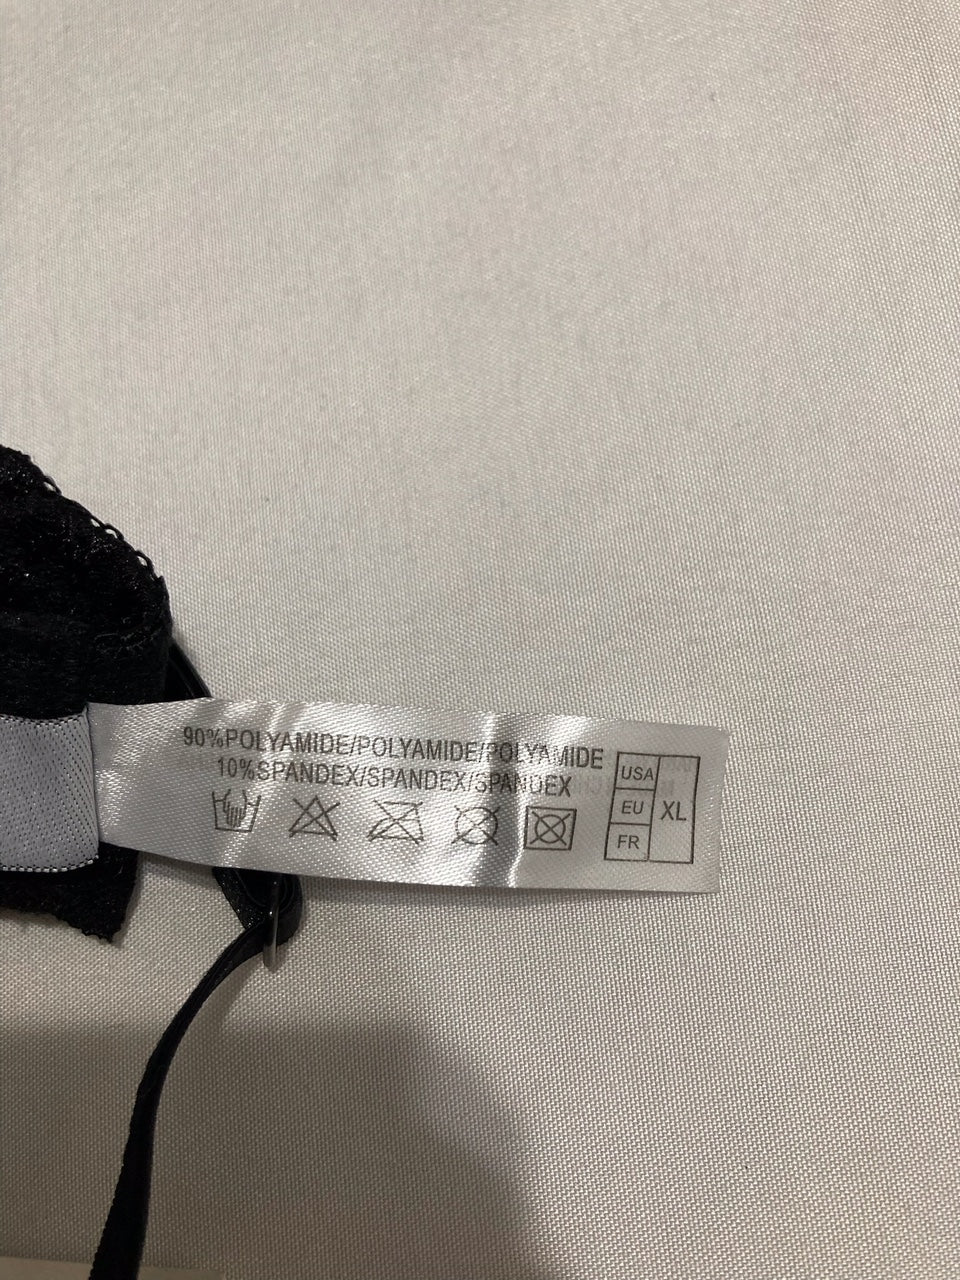 90%POLYAMIDE/POLYAMIDE/POLYAMIDE
10%SPANDEX/SPANDEX/SPANDEX
USA
EU
FR
XL